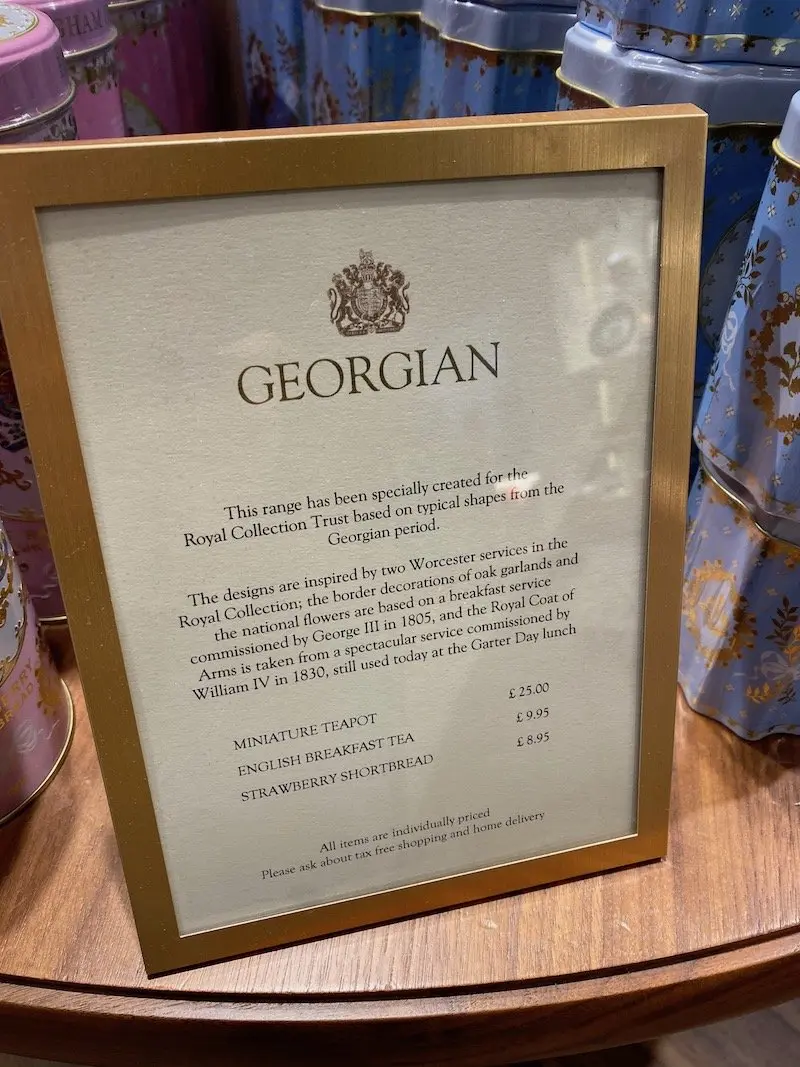 GHAM
GEORGIAN
This range has been specially created for the
Royal Collection Trust based on typical shapes from the
Georgian period.
The designs are inspired by two Worcester services in the
Royal Collection; the border decorations of oak garlands and
the national flowers are based on a breakfast service
commissioned by George III in 1805, and the Royal Coat of
Arms is taken from a spectacular service commissioned by
William IV in 1830, still used today at the Garter Day lunch
MINIATURE TEAPOT £ 25.00
ENGLISH BREAKFAST TEA £ 9.95
STRAWBERRY SHORTBREAD £ 8.95
All items are individually priced
Please ask about tax free shopping and home delivery